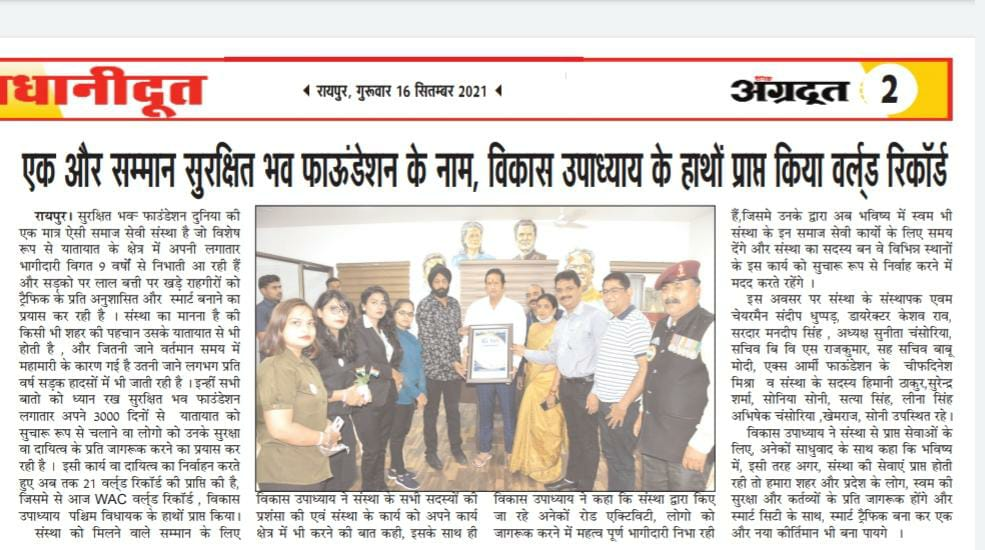 धानीदूत
रायपुर, गुरूवार 16 सितम्बर 2021
दैनिक
अग्रदूत
2
एक और सम्मान सुरक्षित भव फाऊंडेशन के नाम, विकास उपाध्याय के हाथों प्राप्त किया वर्ल्ड रिकॉर्ड
रायपुर। सुरक्षित भव फाउंडेशन दुनिया की
एक मात्र ऐसी समाज सेवी संस्था है जो विशेष
रूप से यातायात के क्षेत्र में अपनी लगातार
भागीदारी विगत 9 वर्षों से निभाती आ रही हैं
और सड़को पर लाल बत्ती पर खड़े राहगीरों को
ट्रैफिक के प्रति अनुशासित और स्मार्ट बनाने का
प्रयास कर रही है । संस्था का मानना है की
किसी भी शहर की पहचान उसके यातायात से भी
होती है , और जितनी जाने वर्तमान समय में
महामारी के कारण गई है उतनी जाने लगभग प्रति
वर्ष सड़क हादसों में भी जाती रही है । इन्हीं सभी
बातो को ध्यान रख सुरक्षित भव फाउंडेशन
लगातार अपने 3000 दिनों से यातायात को
सुचारू रूप से चलाने वा लोगो को उनके सुरक्षा
वा दायित्व के प्रति जागरूक करने का प्रयास कर
रही है । इसी कार्य वा दायित्व का निर्वाहन करते
हुए अब तक 21 वर्ल्ड रिकॉर्ड की प्राप्ति की है,
जिसमे से आज WAC वर्ल्ड रिकॉर्ड , विकास
उपाध्याय पश्चिम विधायक के हाथों प्राप्त किया।
संस्था को मिलने वाले सम्मान के लिए
विकास उपाध्याय ने संस्था के सभी सदस्यों की
प्रशंसा की एवं संस्था के कार्य को अपने कार्य
क्षेत्र में भी करने की बात कही, इसके साथ ही
विकास उपाध्याय ने कहा कि संस्था द्वारा किए
जा रहे अनेकों रोड एक्टिविटी, लोगो को
जागरूक करने में महत्व पूर्ण भागीदारी निभा रही
हैं,जिसमे उनके द्वारा अब भविष्य में स्वम भी
संस्था के इन समाज सेवी कार्यो के लिए समय
देंगे और संस्था का सदस्य बन वे विभिन्न स्थानों
के इस कार्य को सुचारू रूप से निर्वाह करने में
मदद करते रहेंगे ।
इस अवसर पर संस्था के संस्थापक एवम
चेयरमैन संदीप धुप्पड़, डायरेक्टर केशव राव,
सरदार मनदीप सिंह , अध्यक्ष सुनीता चंसोरिया,
सचिव बि वि एस राजकुमार, सह सचिव बाबू
मोदी, एक्स आर्मी फाऊंडेशन के चीफदिनेश
मिश्रा व संस्था के सदस्य हिमानी ठाकुर,सुरेन्द्र
शर्मा, सोनिया सोनी, सत्या सिंह, लीना सिंह
अभिषेक चंसोरिया ,खेमराज, सोनी उपस्थित रहे ।
विकास उपाध्याय ने संस्था से प्राप्त सेवाओं के
लिए, अनेकों साधुवाद के साथ कहा कि भविष्य
में, इसी तरह अगर, संस्था की सेवाएं प्राप्त होती
रही तो हमारा शहर और प्रदेश के लोग, स्वम की
सुरक्षा और कर्तव्यों के प्रति जागरूक होंगे और
स्मार्ट सिटी के साथ, स्मार्ट ट्रैफिक बना कर एक
और नया कीर्तिमान भी बना पायगे ।